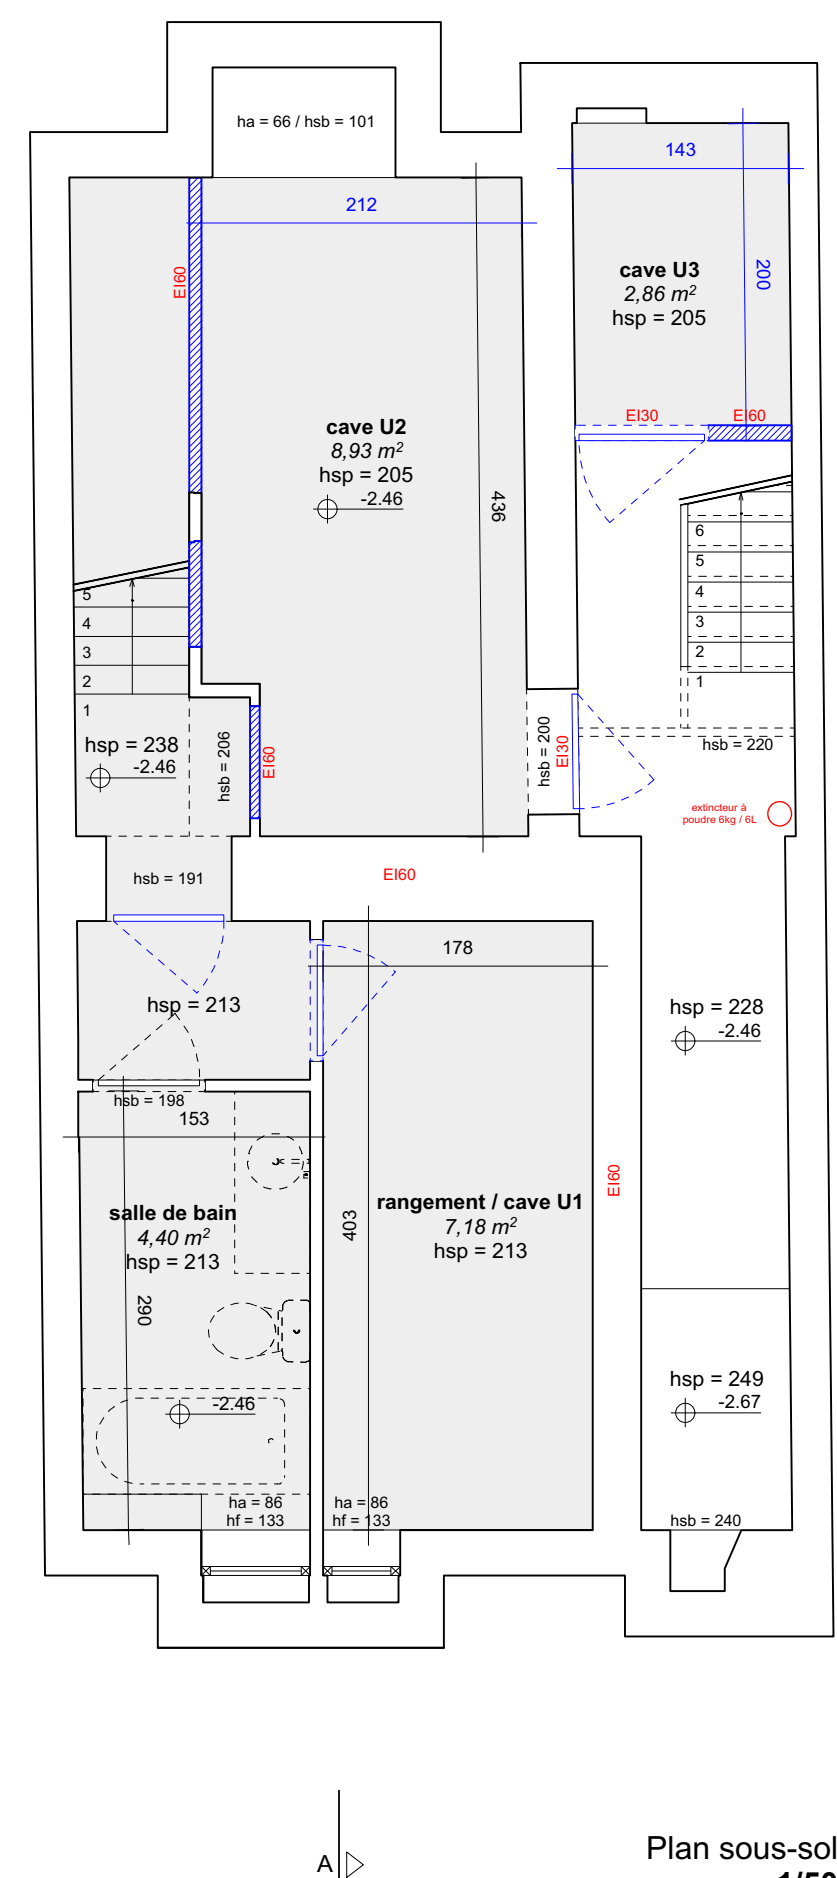 ha = 66 / hsb = 101
143
212
EI60
cave U3
2,86 m²
hsp = 205
200
EI30
EI60
cave U2
8,93 m²
hsp = 205
-2.46
436
6
5
4
3
2
1
5
4
3
2
1
hsp = 238
-2.46
hsb = 206
EI60
hsb = 200
EI30
hsb = 220
extincteur à
poudre 6kg / 6L
hsb = 191
EI60
178
hsp = 213
hsp = 228
-2.46
hsb = 198
153
EI60
salle de bain
4,40 m²
hsp = 213
rangement / cave U1
7,18 m²
hsp = 213
403
290
hsp = 249
-2.67
-2.46
ha = 86
hf = 133
ha = 86
hf = 133
hsb = 240
Plan sous-sol
A